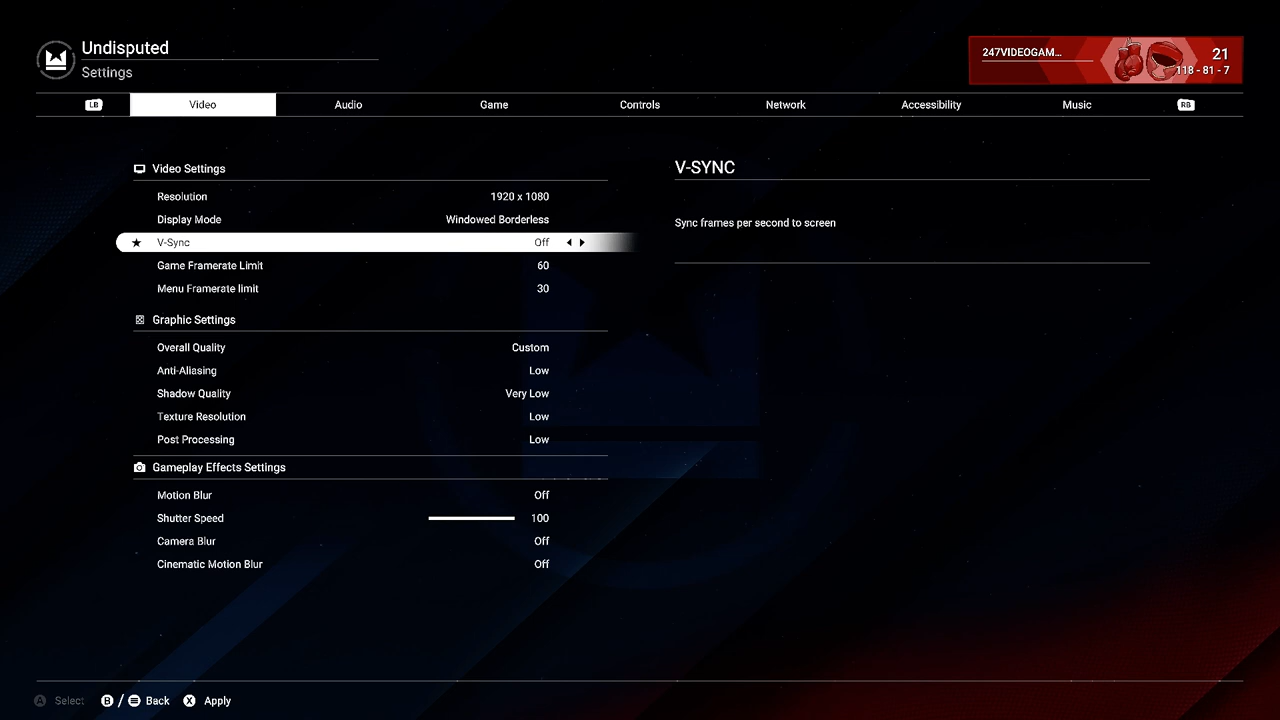 Undisputed
Settings
247VIDEOGAM...
21
118 - 81 - 7
LB Video Audio Game Controls Network Accessibility Music RB
Video Settings
Resolution 1920 x 1080
Display Mode Windowed Borderless
V-Sync Off
Game Framerate Limit 60
Menu Framerate limit 30
Graphic Settings
Overall Quality Custom
Anti-Aliasing Low
Shadow Quality Very Low
Texture Resolution Low
Post Processing Low
Gameplay Effects Settings
Motion Blur Off
Shutter Speed 100
Camera Blur Off
Cinematic Motion Blur Off
V-SYNC
Sync frames per second to screen
A Select B / Back X Apply